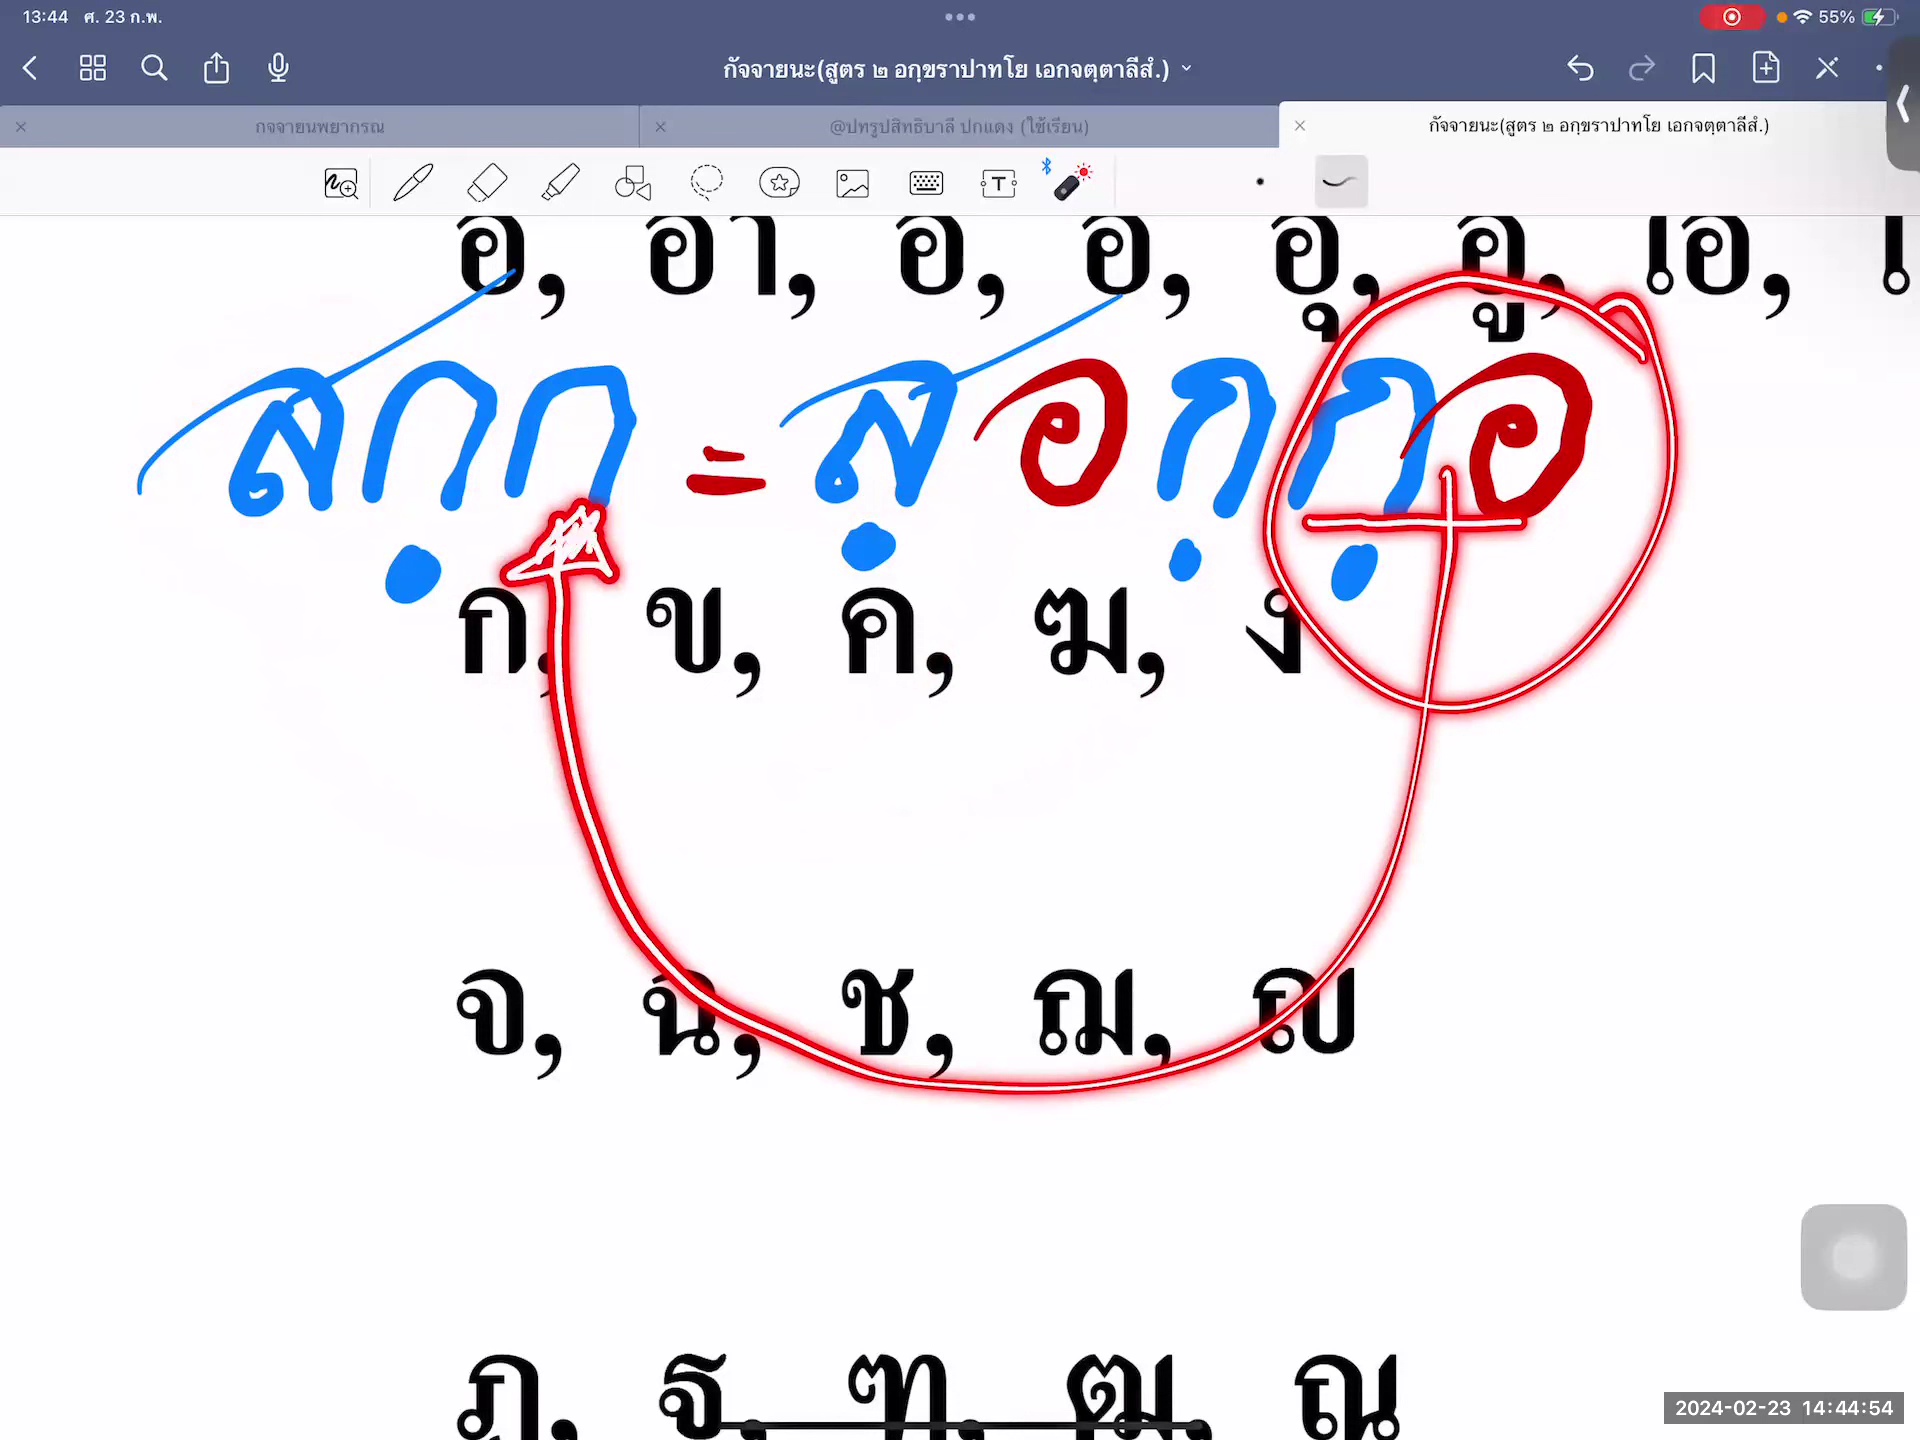 13:44 ศ. 23 ก.พ.
55%
กัจจายนะ(สูตร ๒ อกฺขราปาทโย เอกจตฺตาลีสํ.)
กจจายนพยากรณ
@ปทรูปสิทธิบาลี ปกแดง (ใช้เรียน)
กัจจายนะ(สูตร ๒ อกฺขราปาทโย เอกจตฺตาลีสํ.)
อุ, อู, เอ,
สกฺก = สฺอกฺกฺอ
ก, ข, ค, ฆ, ง
จ, ฉ, ช, ฌ, ญ
ฏ, ฐ, ฑ, ฒ, ณ
2024-02-23 14:44:54